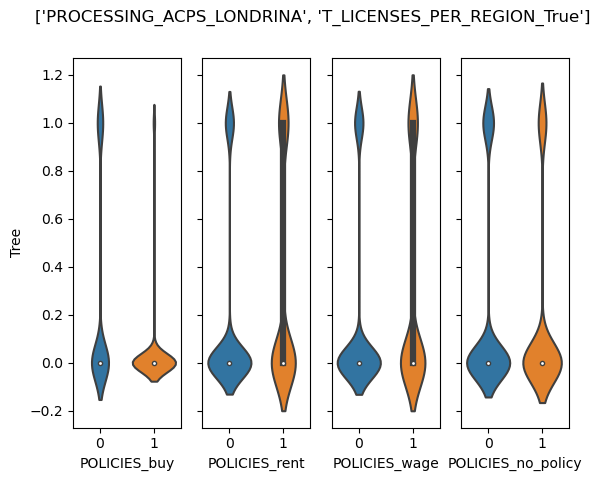 ['PROCESSING_ACPS_LONDRINA', 'T_LICENSES_PER_REGION_True']
1.2
1.0
0.8
0.6
0.4
0.2
0.0
−0.2
Tree
0 1 0 1 0 1 0 1
POLICIES_buy POLICIES_rent POLICIES_wage POLICIES_no_policy